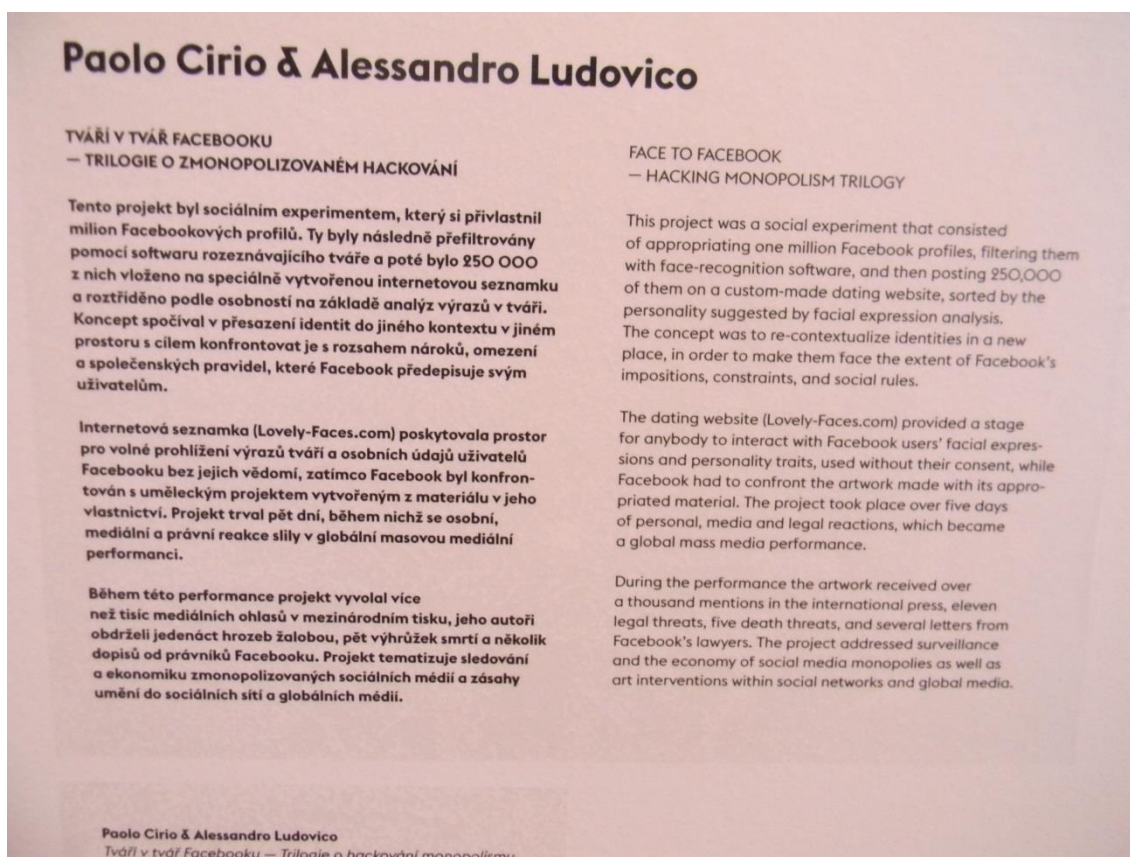 Paolo Cirio & Alessandro Ludovico
TVÁŘÍ V TVÁŘ FACEBOOKU
— TRILOGIE O ZMONOPOLIZOVANÉM HACKOVÁNÍ
Tento projekt byl sociálním experimentem, který si přivlastnil
milion Facebookových profilů. Ty byly následně přefiltrovány
pomocí softwaru rozeznávajícího tváře a poté bylo 250 000
z nich vloženo na speciálně vytvořenou internetovou seznamku
a roztříděno podle osobností na základě analýz výrazů v tváři.
Koncept spočíval v přesazení identit do jiného kontextu v jiném
prostoru s cílem konfrontovat je s rozsahem nároků, omezení
a společenských pravidel, které Facebook předepisuje svým
uživatelům.
Internetová seznamka (Lovely-Faces.com) poskytovala prostor
pro volné prohlížení výrazů tváří a osobních údajů uživatelů
Facebooku bez jejich vědomí, zatímco Facebook byl konfron-
tován s uměleckým projektem vytvořeným z materiálu v jeho
vlastnictví. Projekt trval pět dní, během nichž se osobní,
mediální a právní reakce slily v globální masovou mediální
performanci.
Během této performance projekt vyvolal více
než tisíc mediálních ohlasů v mezinárodním tisku, jeho autoři
obdrželi jedenáct hrozeb žalobou, pět výhrůžek smrtí a několik
dopisů od právníků Facebooku. Projekt tematizuje sledování
a ekonomiku zmonopolizovaných sociálních médií a zásahy
umění do sociálních sítí a globálních médií.
FACE TO FACEBOOK
— HACKING MONOPOLISM TRILOGY
This project was a social experiment that consisted
of appropriating one million Facebook profiles, filtering them
with face-recognition software, and then posting 250,000
of them on a custom-made dating website, sorted by the
personality suggested by facial expression analysis.
The concept was to re-contextualize identities in a new
place, in order to make them face the extent of Facebook's
impositions, constraints, and social rules.
The dating website (Lovely-Faces.com) provided a stage
for anybody to interact with Facebook users' facial expres-
sions and personality traits, used without their consent, while
Facebook had to confront the artwork made with its appro-
priated material. The project took place over five days
of personal, media and legal reactions, which became
a global mass media performance.
During the performance the artwork received over
a thousand mentions in the international press, eleven
legal threats, five death threats, and several letters from
Facebook's lawyers. The project addressed surveillance
and the economy of social media monopolies as well as
art interventions within social networks and global media.
Paolo Cirio & Alessandro Ludovico
Tváří v tvář Facebooku — Trilogie o hackování monopolismu